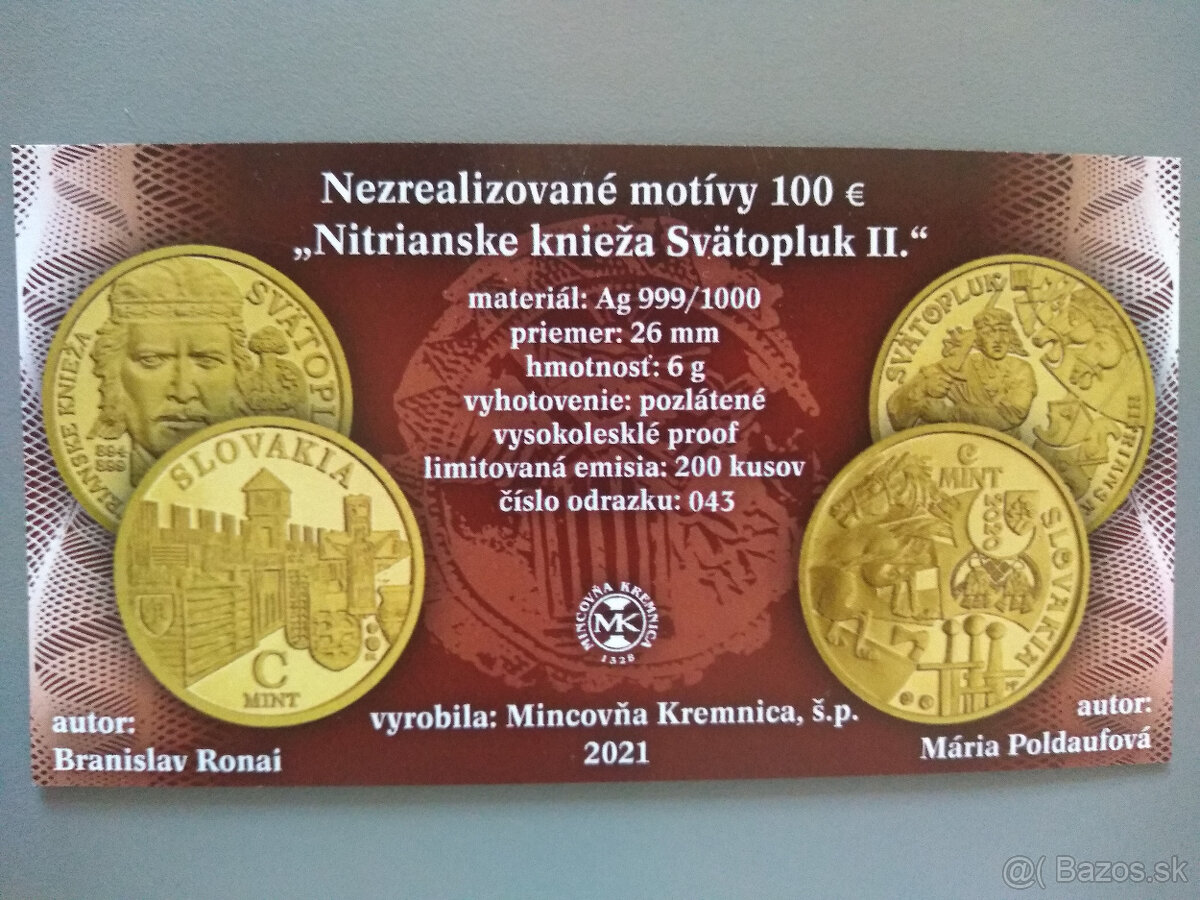 Nezrealizované motívy 100 €
„Nitrianske knieža Svätopluk II.“
materiál: Ag 999/1000
priemer: 26 mm
hmotnosť: 6 g
vyhotovenie: pozlátené
vysokolesklé proof
limitovaná emisia: 200 kusov
číslo odrazku: 043
MINCOVŇA KREMNICA
MK
1328
vyrobila: Mincovňa Kremnica, š.p.
2021
autor:
Branislav Ronai
autor:
Mária Poldaufová
KNIEŽA
SVÄTOPL
SLOVAKIA
C
MINT
SVÄTOPLUK
C
MINT
2020
SLOVAKIA
@( Bazos.sk